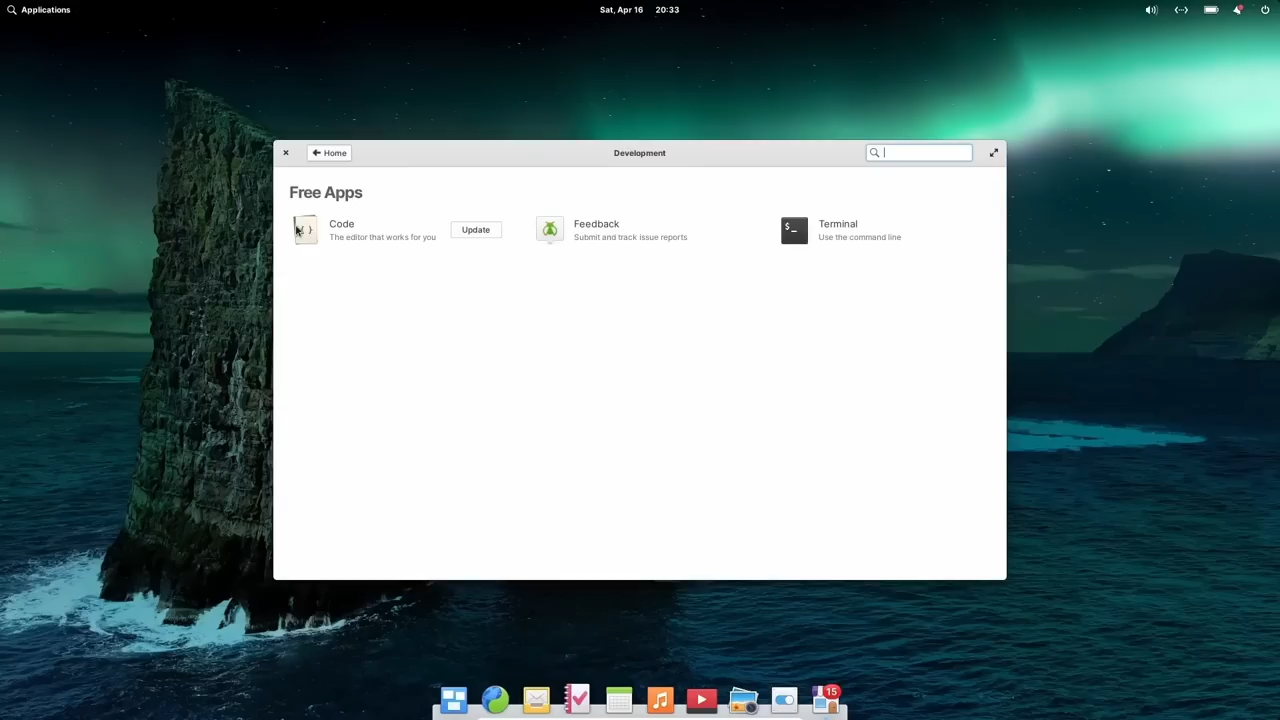 Applications
Sat, Apr 16 20:33
Home
Development
Free Apps
Code
The editor that works for you
Update
Feedback
Submit and track issue reports
$_
Terminal
Use the command line
15